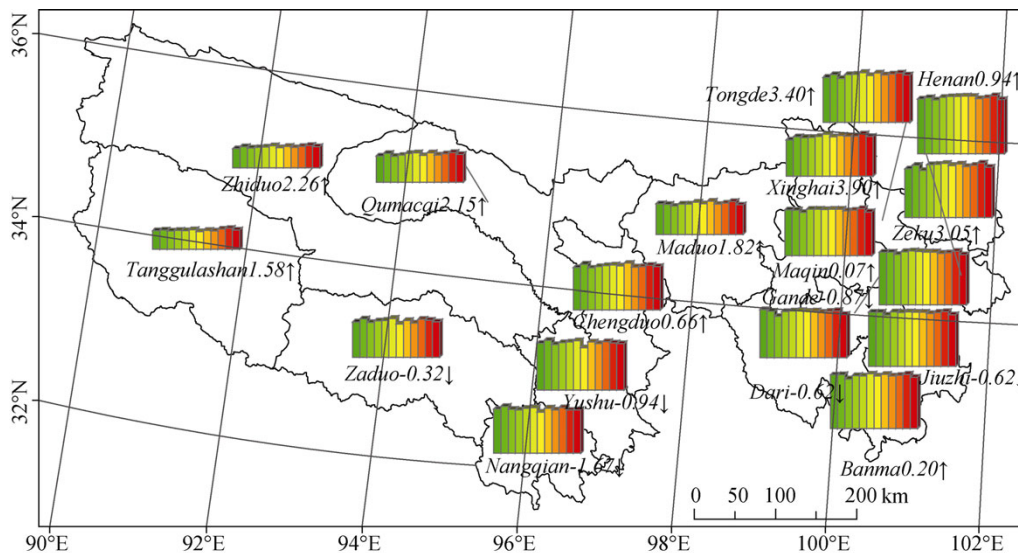 36°N
34°N
32°N
Tongde3.40↑
Henan0.94↑
Zhiduo2.26↑
Qumacai2.15↑
Xinghai3.90↑
Zeku3.05↑
Tanggulashan1.58↑
Maduo1.82↑
Maqin0.07↑
Gande-0.87↓
Chengduo0.66↑
Zaduo-0.32↓
Yushu-0.94↓
Dari-0.62↓
Jiuzhi-0.62↓
Nangqian-1.67↓
Banma0.20↑
0 50 100 200 km
90°E 92°E 94°E 96°E 98°E 100°E 102°E